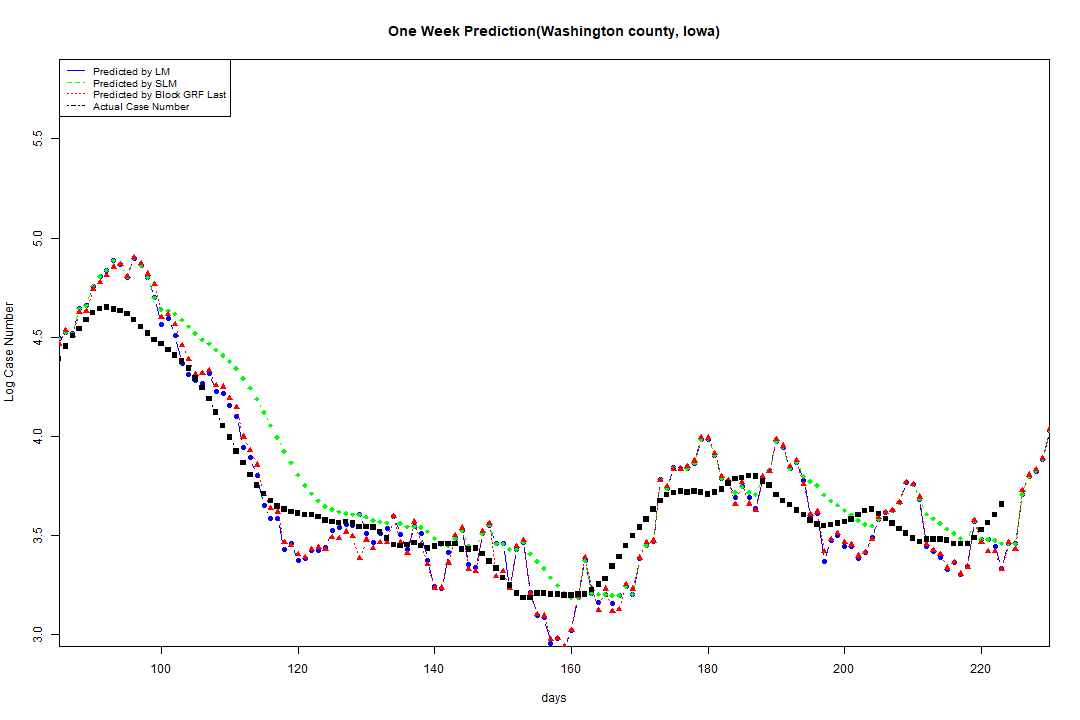 One Week Prediction(Washington county, Iowa)
Predicted by LM
Predicted by SLM
Predicted by Block GRF Last
Actual Case Number
Log Case Number
5.5
5.0
4.5
4.0
3.5
3.0
100 120 140 160 180 200 220
days